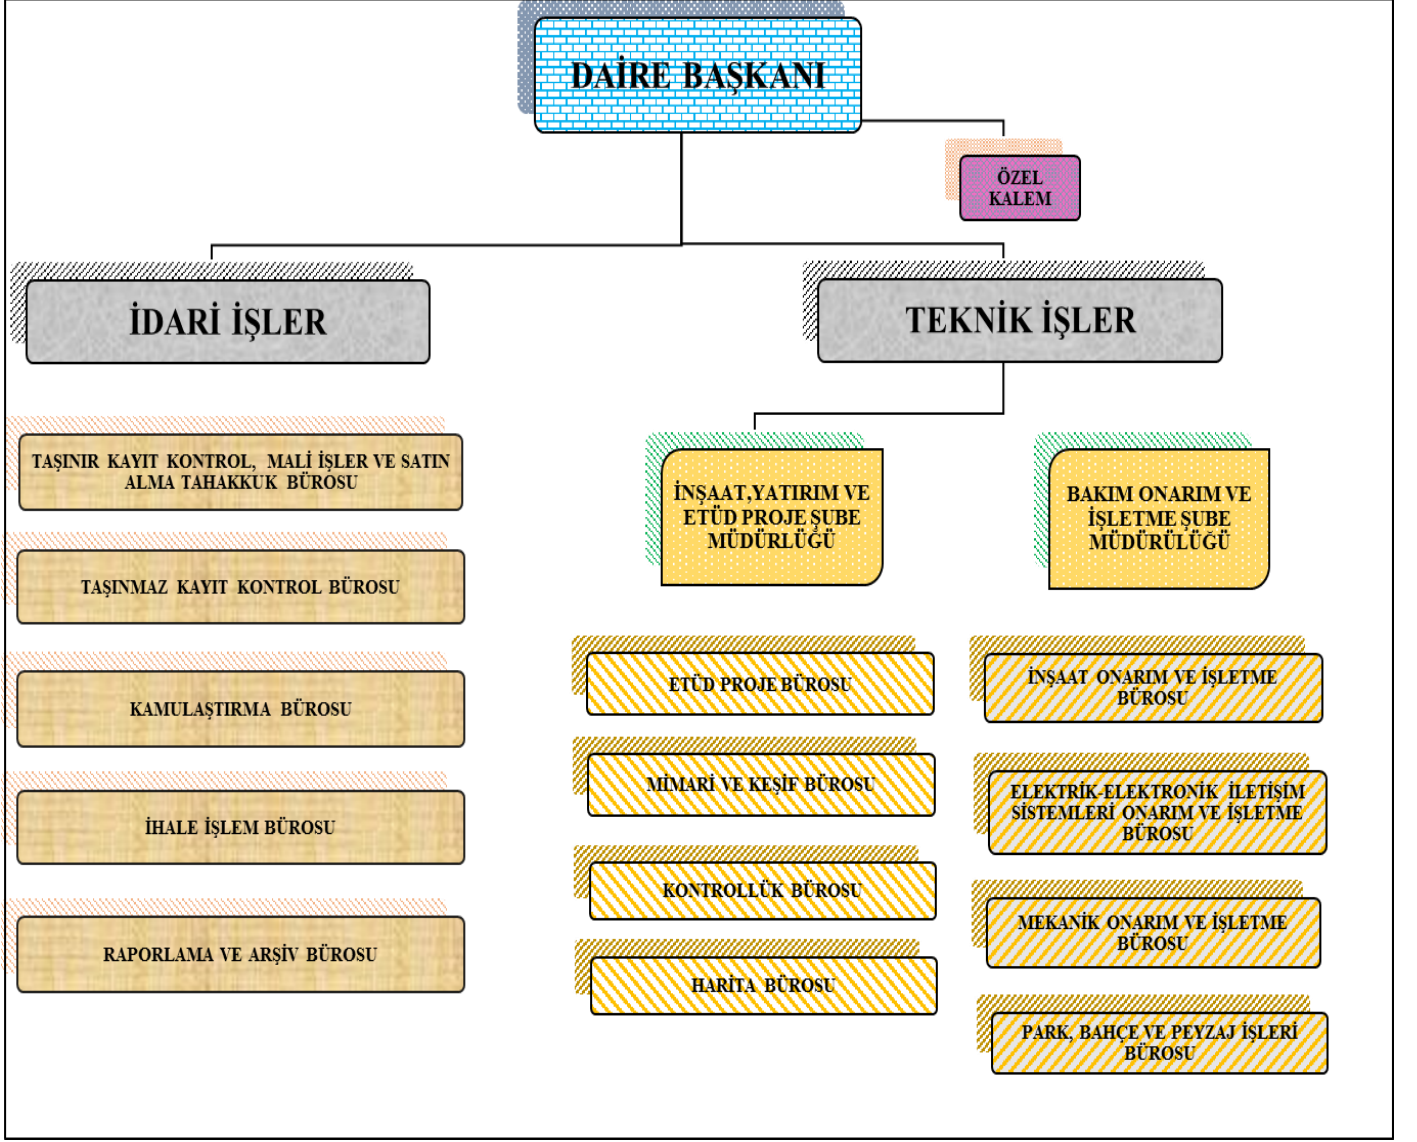 DAİRE BAŞKANI
ÖZEL
KALEM
İDARİ İŞLER
TEKNİK İŞLER
TAŞINIR KAYIT KONTROL, MALİ İŞLER VE SATIN
ALMA TAHAKKUK BÜROSU
TAŞINMAZ KAYIT KONTROL BÜROSU
KAMULAŞTIRMA BÜROSU
İHALE İŞLEM BÜROSU
RAPORLAMA VE ARŞİV BÜROSU
İNŞAAT,YATIRIM VE
ETÜD PROJE ŞUBE
MÜDÜRLÜĞÜ
ETÜD PROJE BÜROSU
MİMARİ VE KEŞİF BÜROSU
KONTROLLÜK BÜROSU
HARİTA BÜROSU
BAKIM ONARIM VE
İŞLETME ŞUBE
MÜDÜRÜLÜĞÜ
İNŞAAT ONARIM VE İŞLETME
BÜROSU
ELEKTRİK-ELEKTRONİK İLETİŞİM
SİSTEMLERİ ONARIM VE İŞLETME
BÜROSU
MEKANİK ONARIM VE İŞLETME
BÜROSU
PARK, BAHÇE VE PEYZAJ İŞLERİ
BÜROSU